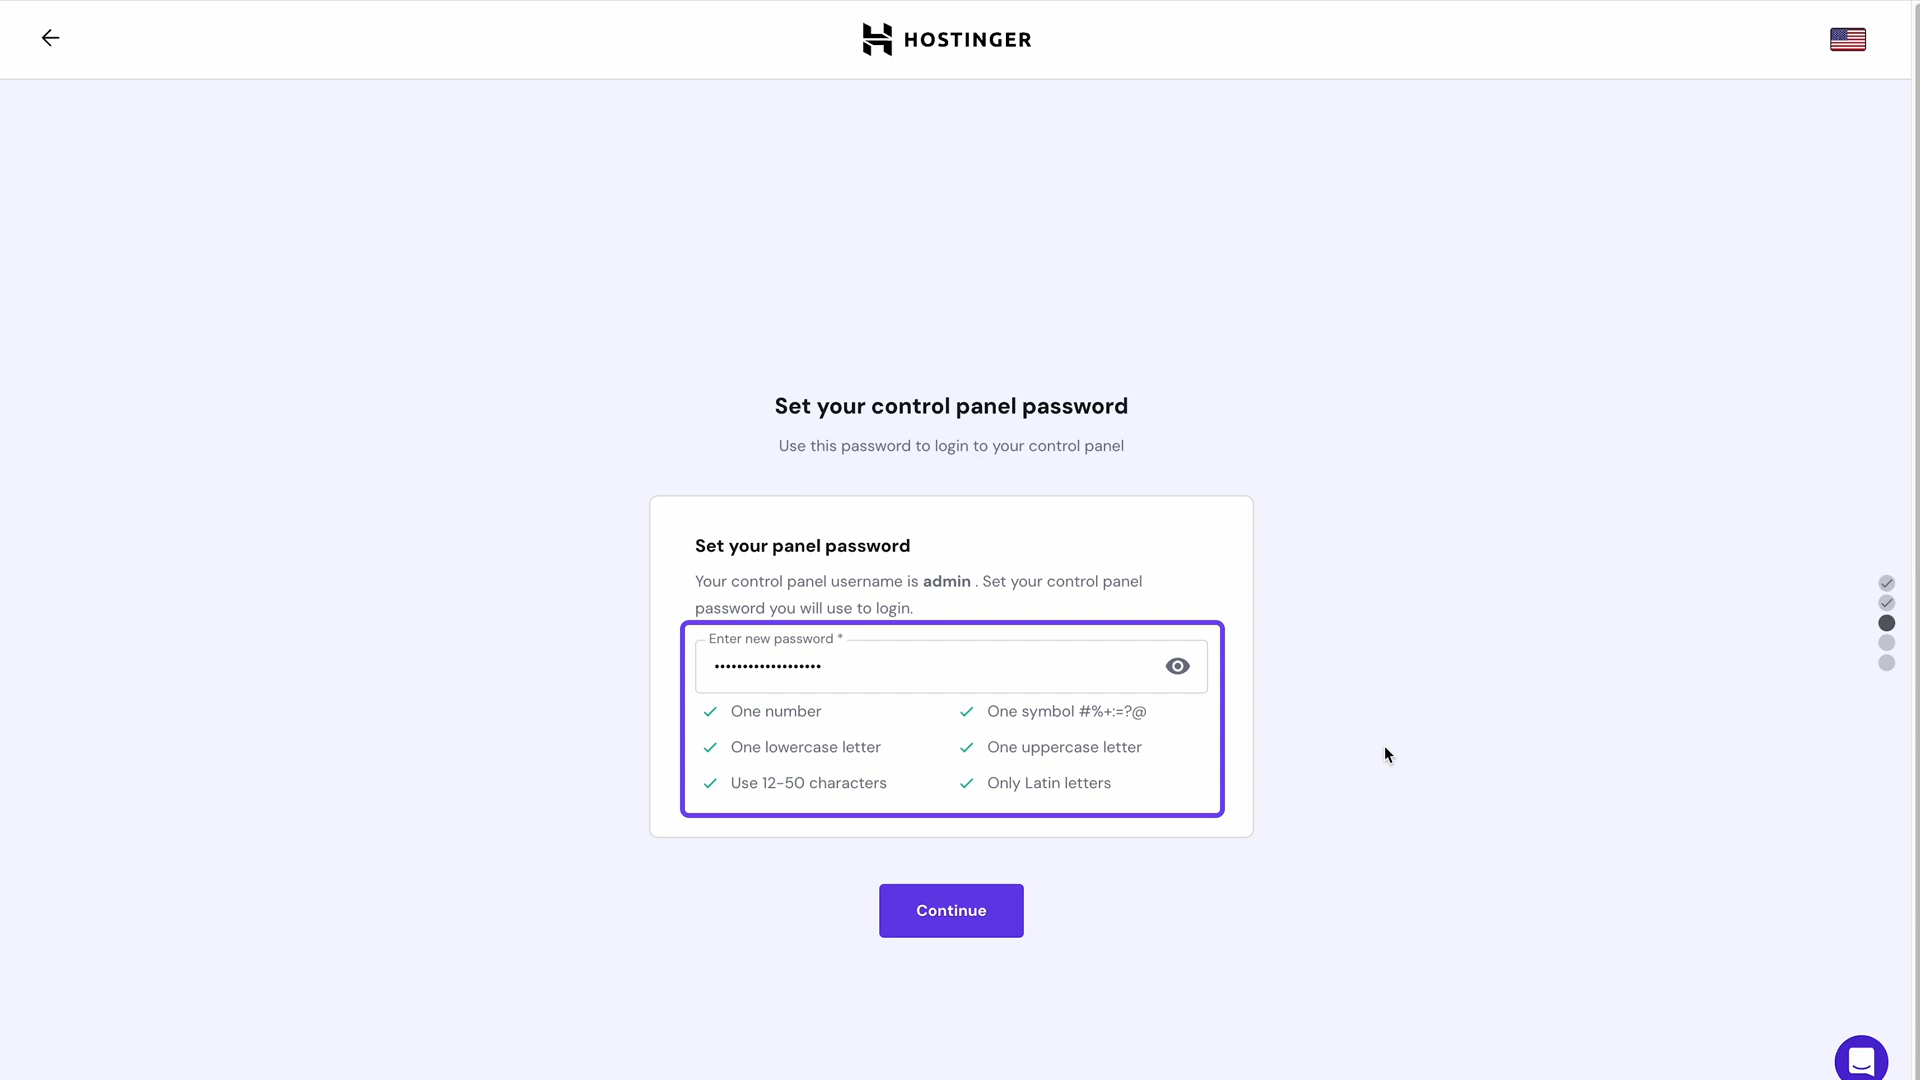 HOSTINGER
Set your control panel password
Use this password to login to your control panel
Set your panel password
Your control panel username is admin . Set your control panel
password you will use to login.
Enter new password *
•••••••••••••••••••
One number
One symbol #%+:=?@
One lowercase letter
One uppercase letter
Use 12-50 characters
Only Latin letters
Continue